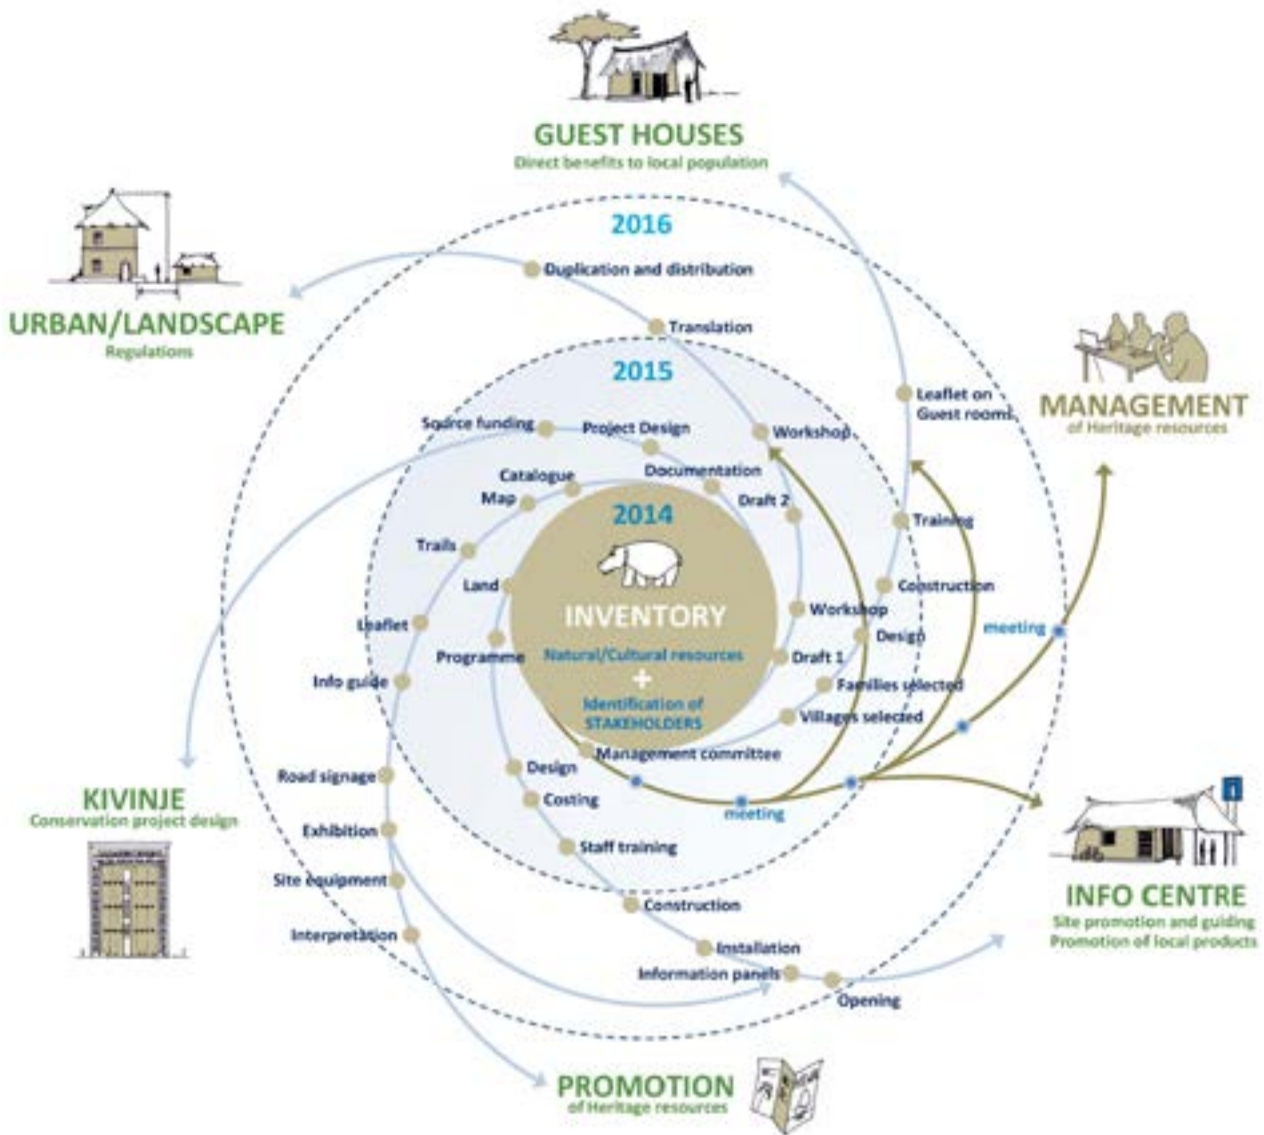 GUEST HOUSES
Direct benefits to local population
2016
Duplication and distribution
URBAN/LANDSCAPE
Regulations
Translation
2015
Leaflet on
Guest rooms
MANAGEMENT
of Heritage resources
Source funding
Project Design
Workshop
Catalogue
Documentation
Map
Draft 2
2014
Training
Trails
Land
Construction
INVENTORY
Workshop
Leaflet
meeting
Design
Programme
Natural/Cultural resources
Draft 1
+
Info guide
Families selected
Identification of
STAKEHOLDERS
Villages selected
Management committee
Road signage
Design
KIVINJE
Conservation project design
Costing
meeting
Exhibition
Staff training
Site equipment
INFO CENTRE
Site promotion and guiding
Promotion of local products
Construction
Interpretation
Installation
Information panels
Opening
PROMOTION
of Heritage resources